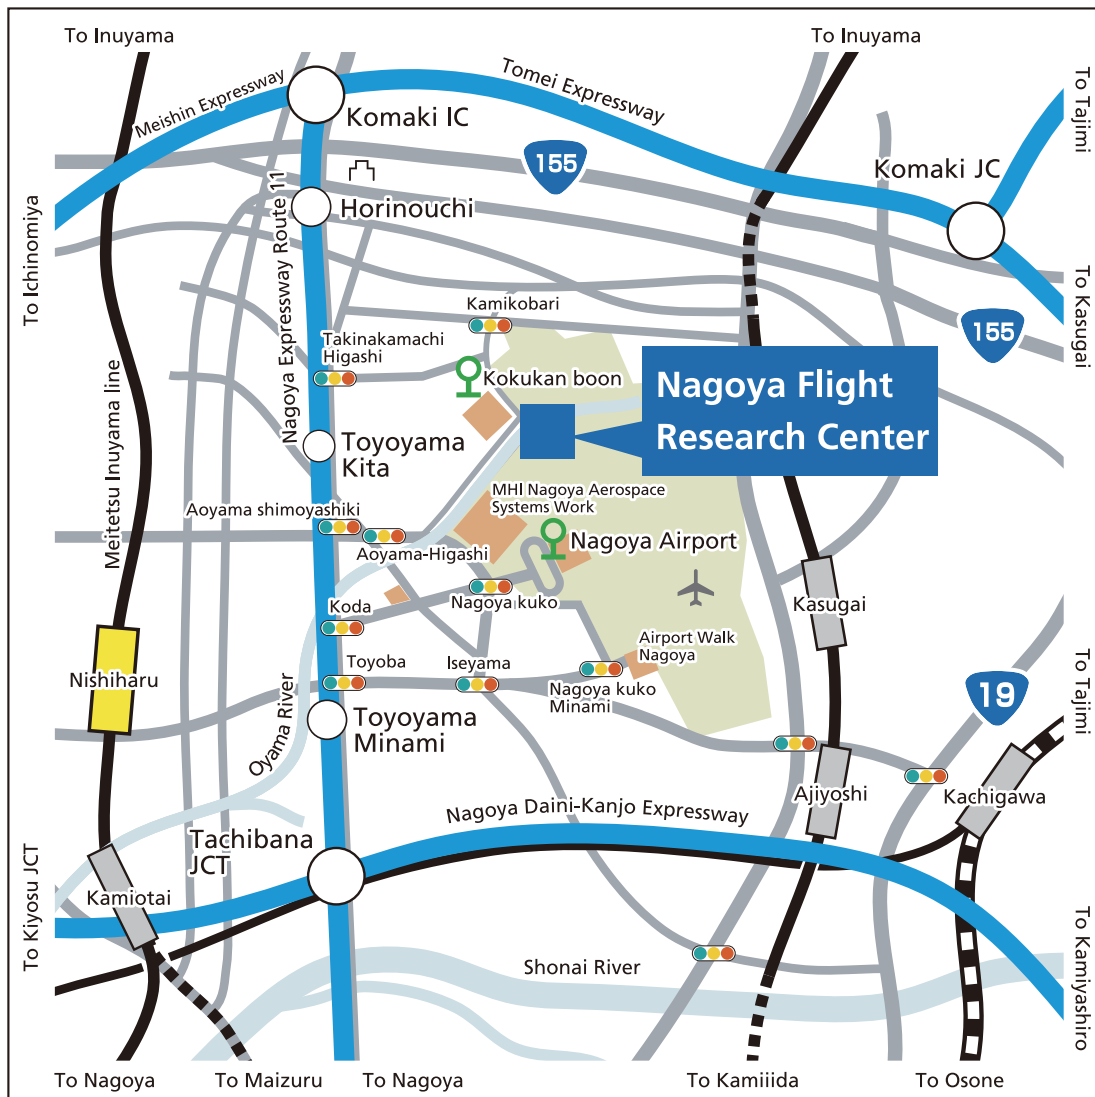 To Inuyama
To Inuyama
Meishin Expressway
Tomei Expressway
To Tajimi
Komaki IC
155
Komaki JC
Nagoya Expressway Route 11
Horinouchi
To Ichinomiya
To Kasugai
Kamikobari
155
Takinakamachi
Higashi
Kokukan boon
Nagoya Flight
Research Center
Meitetsu Inuyama line
Toyoyama
Kita
MHI Nagoya Aerospace
Systems Work
Aoyama shimoyashiki
Aoyama-Higashi
Nagoya Airport
Koda
Nagoya kuko
Kasugai
Airport Walk
Nagoya
Toyoba
Iseyama
Nagoya kuko
Minami
Nishiharu
19
To Tajimi
Oyama River
Toyoyama
Minami
Ajiyoshi
Kachigawa
Nagoya Daini-Kanjo Expressway
Tachibana
JCT
Kamiotai
To Kiyosu JCT
Shonai River
To Kamiyashiro
To Nagoya
To Maizuru
To Nagoya
To Kamiiida
To Osone